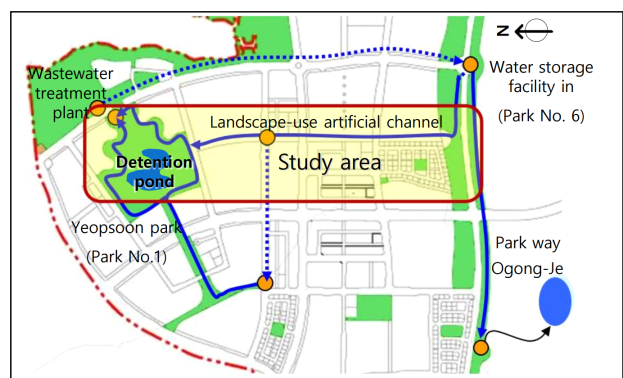 N
Wastewater
treatment
plant
Water storage
facility in
(Park No. 6)
Landscape-use artificial channel
Detention
pond
Study area
Yeopsoon park
(Park No.1)
Park way
Ogong-Je